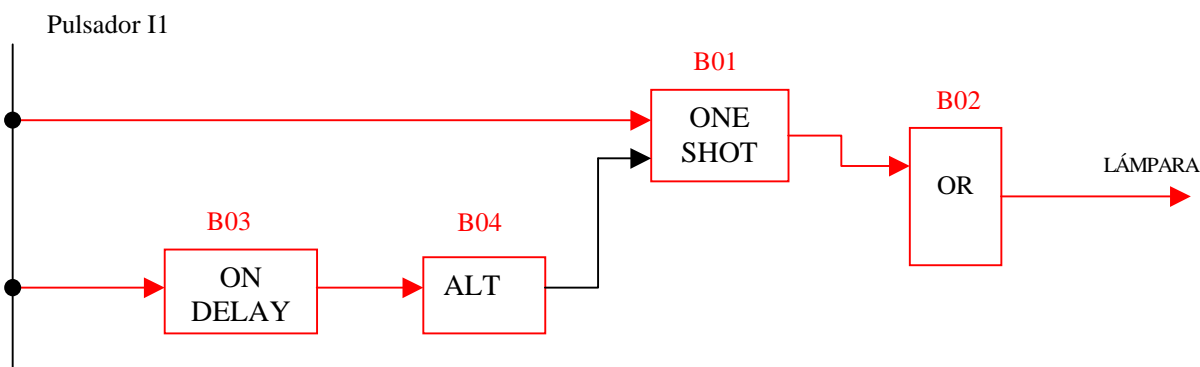 Pulsador I1
B01
ONE
SHOT
B02
OR
LÁMPARA
B03
ON
DELAY
B04
ALT